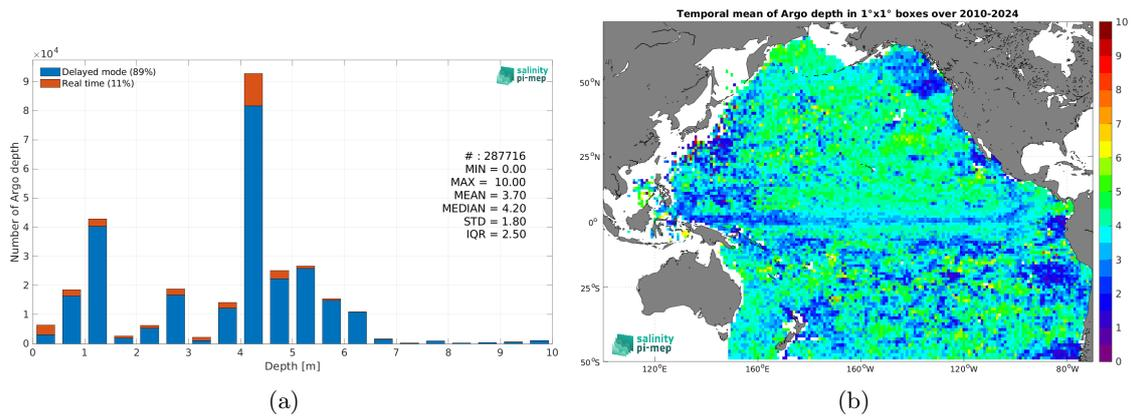 ×10⁴
9
8
7
6
5
4
3
2
1
0
Number of Argo depth
Delayed mode (89%)
Real time (11%)
salinity
pi-mep
# : 287716
MIN = 0.00
MAX = 10.00
MEAN = 3.70
MEDIAN = 4.20
STD = 1.80
IQR = 2.50
0 1 2 3 4 5 6 7 8 9 10
Depth [m]
(a)
Temporal mean of Argo depth in 1°x1° boxes over 2010-2024
50°N
25°N
0°
25°S
50°S
120°E 160°E 160°W 120°W 80°W
salinity
pi-mep
10
9
8
7
6
5
4
3
2
1
0
(b)